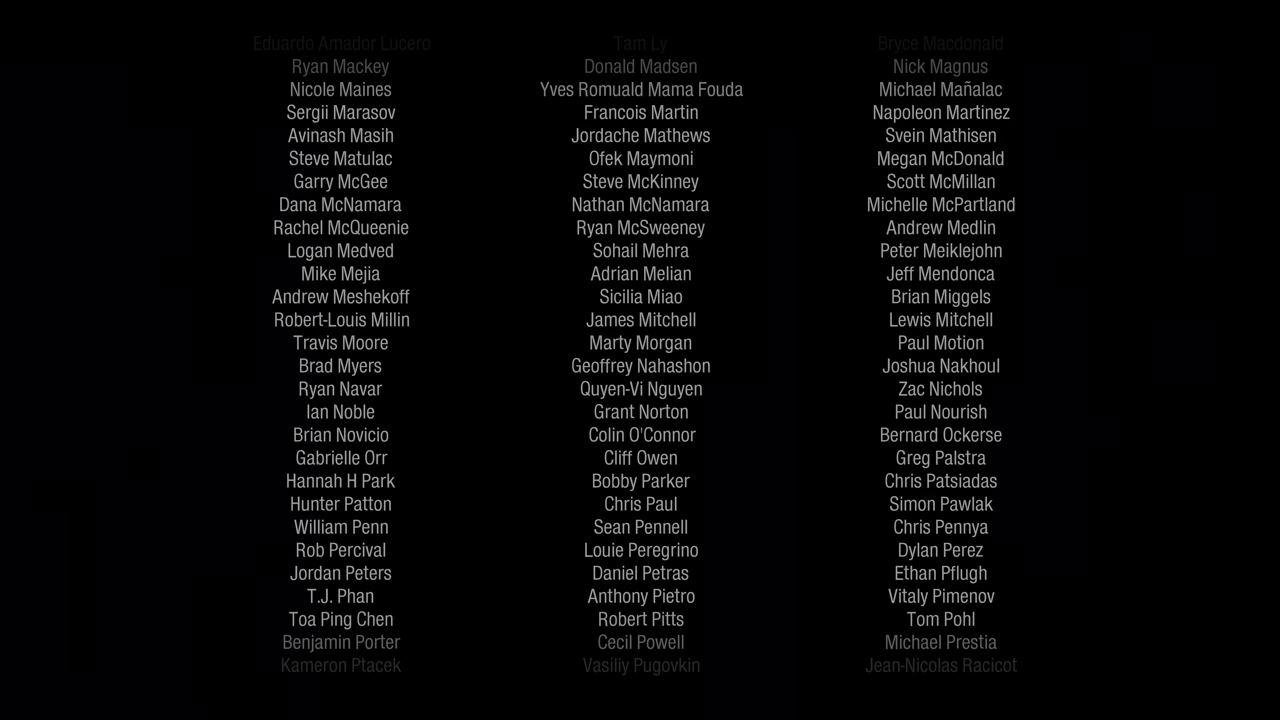 Eduardo Amador Lucero Tam Ly Bryce Macdonald
Ryan Mackey Donald Madsen Nick Magnus
Nicole Maines Yves Romuald Mama Fouda Michael Mañalac
Sergii Marasov Francois Martin Napoleon Martinez
Avinash Masih Jordache Mathews Svein Mathisen
Steve Matulac Ofek Maymoni Megan McDonald
Garry McGee Steve McKinney Scott McMillan
Dana McNamara Nathan McNamara Michelle McPartland
Rachel McQueenie Ryan McSweeney Andrew Medlin
Logan Medved Sohail Mehra Peter Meiklejohn
Mike Mejia Adrian Melian Jeff Mendonca
Andrew Meshekoff Sicilia Miao Brian Miggels
Robert-Louis Millin James Mitchell Lewis Mitchell
Travis Moore Marty Morgan Paul Motion
Brad Myers Geoffrey Nahashon Joshua Nakhoul
Ryan Navar Quyen-Vi Nguyen Zac Nichols
Ian Noble Grant Norton Paul Nourish
Brian Novicio Colin O'Connor Bernard Ockerse
Gabrielle Orr Cliff Owen Greg Palstra
Hannah H Park Bobby Parker Chris Patsiadas
Hunter Patton Chris Paul Simon Pawlak
William Penn Sean Pennell Chris Pennya
Rob Percival Louie Peregrino Dylan Perez
Jordan Peters Daniel Petras Ethan Pflugh
T.J. Phan Anthony Pietro Vitaly Pimenov
Toa Ping Chen Robert Pitts Tom Pohl
Benjamin Porter Cecil Powell Michael Prestia
Kameron Ptacek Vasiliy Pugovkin Jean-Nicolas Racicot